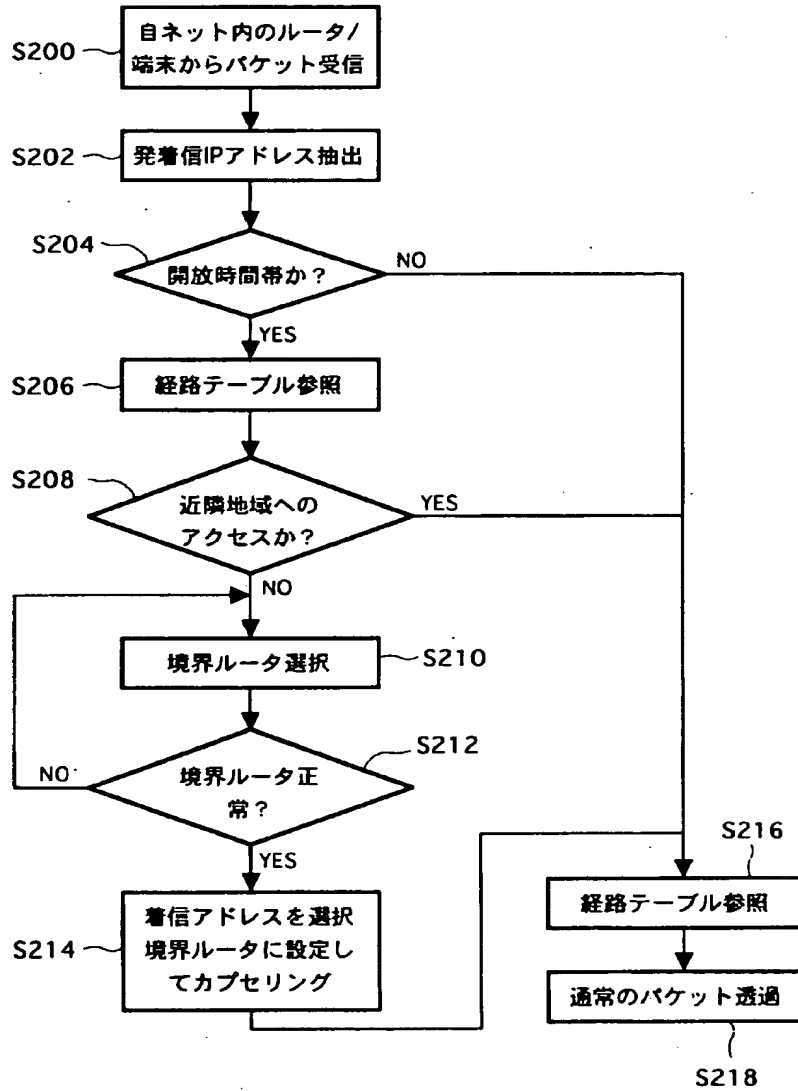 S200
自ネット内のルータ/
端末からパケット受信
S202
発着信IPアドレス抽出
S204
開放時間帯か?
NO
YES
S206
経路テーブル参照
S208
近隣地域への
アクセスか?
YES
NO
境界ルータ選択
S210
S212
境界ルータ正
常?
NO
YES
S214
着信アドレスを選択
境界ルータに設定し
てカプセリング
S216
経路テーブル参照
通常のパケット透過
S218